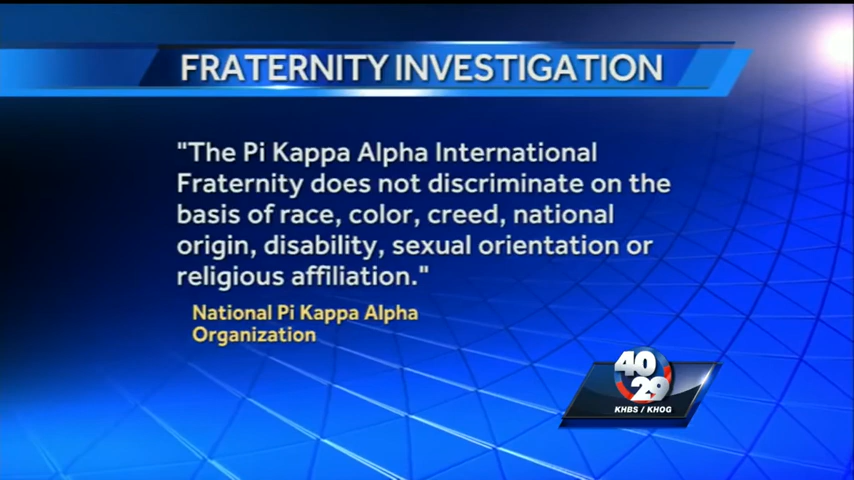 FRATERNITY INVESTIGATION
"The Pi Kappa Alpha International
Fraternity does not discriminate on the
basis of race, color, creed, national
origin, disability, sexual orientation or
religious affiliation."
National Pi Kappa Alpha
Organization
40
29
KHBS / KHOG